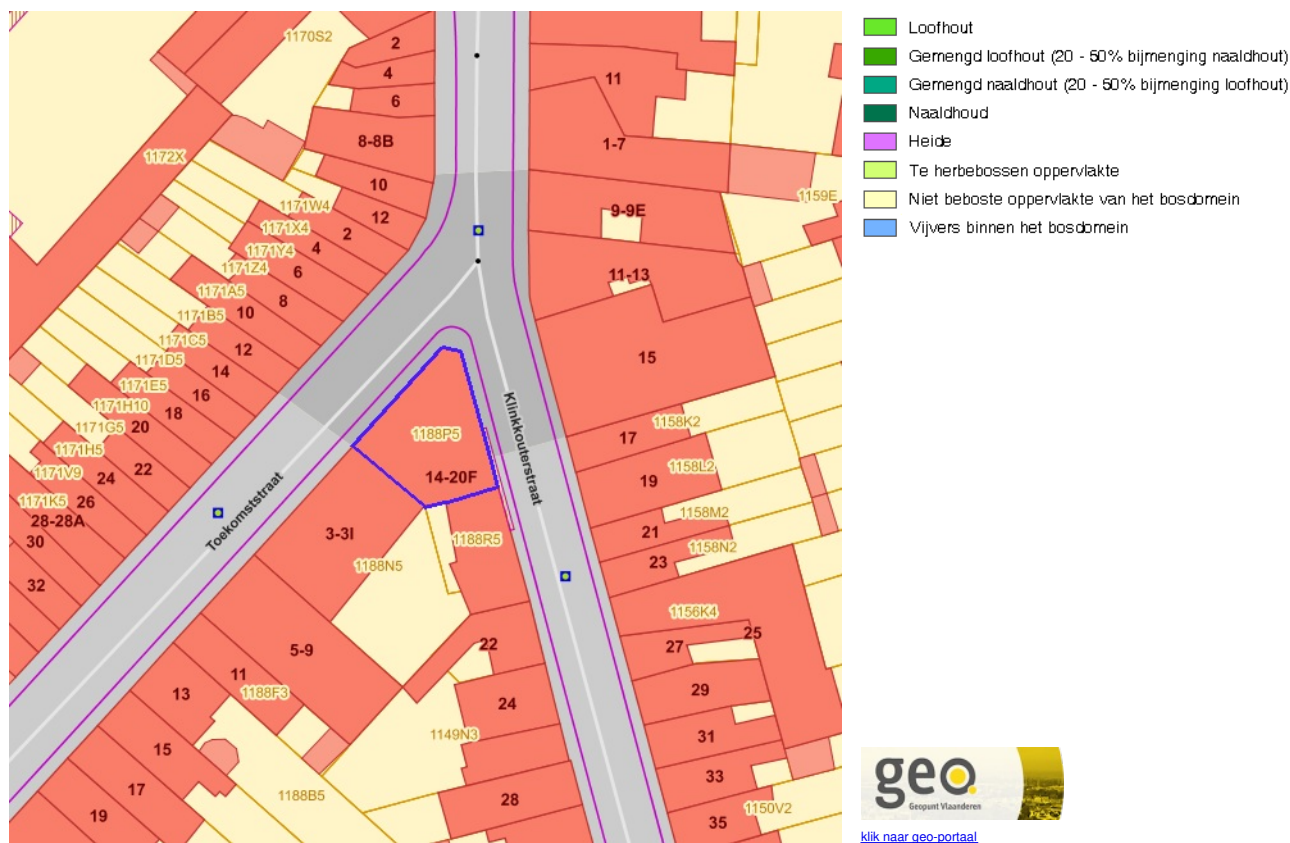 1170S2
2
4
6
8-8B
10
12
2
4
6
8
10
12
14
16
18
20
22
24
26
28-28A
30
32
1172X
1171W4
1171X4
1171Y4
1171Z4
1171A5
1171B5
1171C5
1171D5
1171E5
1171H10
1171G5
1171H5
1171V9
1171K5
11
1-7
9-9E
1159E
11-13
15
17
1158K2
19
1158L2
21
1158M2
23
1158N2
1156K4
27
25
29
31
33
35
1150V2
1188P5
14-20F
Klinkkouterstraat
Toekomststraat
3-3I
1188N5
1188R5
5-9
22
11
1188F3
13
24
1149N3
15
17
1188B5
28
19
Loofhout
Gemengd loofhout (20 - 50% bijmenging naaldhout)
Gemengd naaldhout (20 - 50% bijmenging loofhout)
Naaldhoud
Heide
Te herbebossen oppervlakte
Niet beboste oppervlakte van het bosdomein
Vijvers binnen het bosdomein
geo
Geopunt Vlaanderen
klik naar geo-portaal